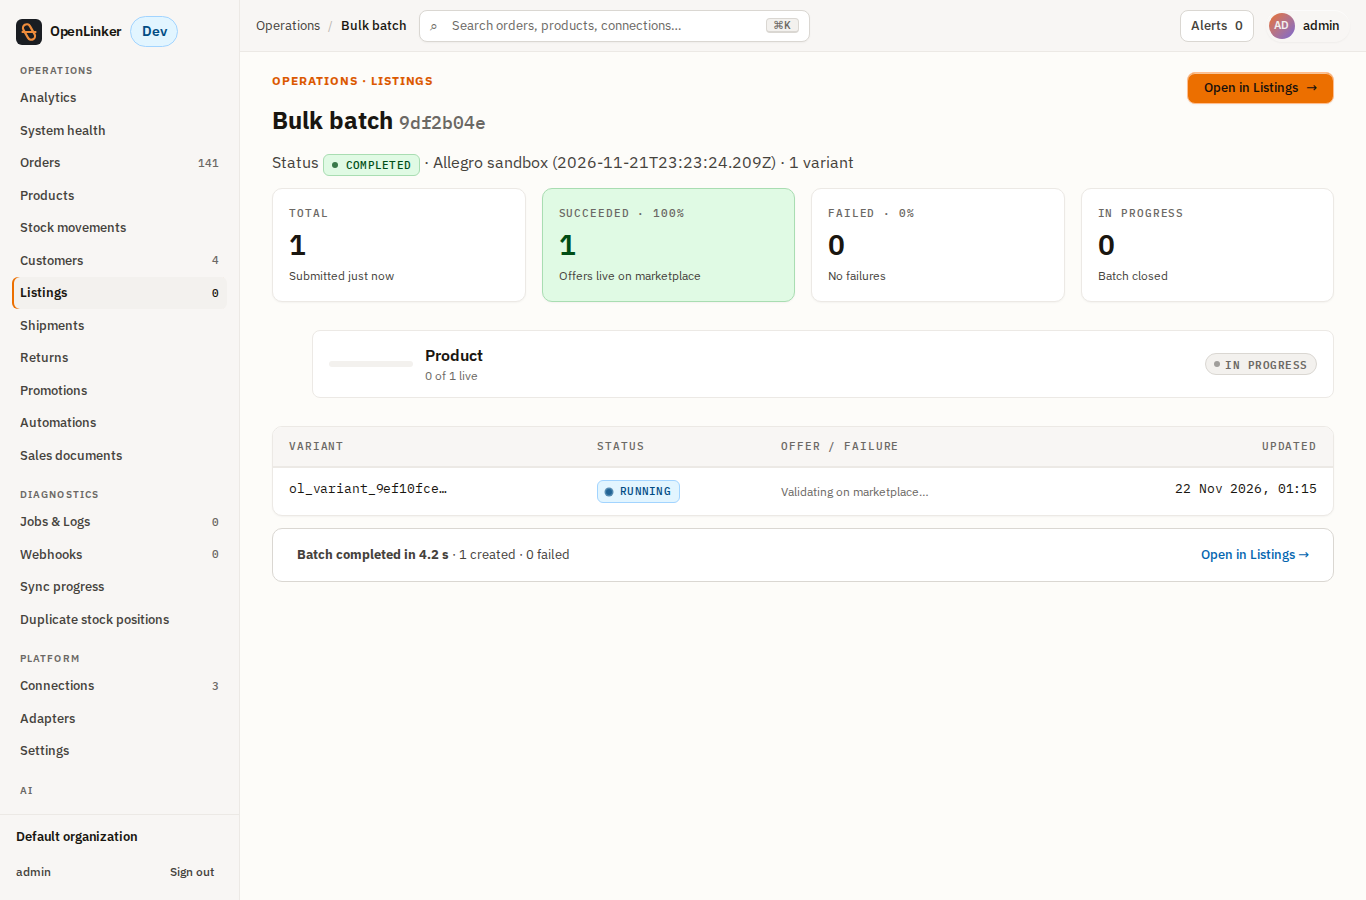 OpenLinker Dev
OPERATIONS
Analytics
System health
Orders 141
Products
Stock movements
Customers 4
Listings 0
Shipments
Returns
Promotions
Automations
Sales documents
DIAGNOSTICS
Jobs & Logs 0
Webhooks 0
Sync progress
Duplicate stock positions
PLATFORM
Connections 3
Adapters
Settings
AI
Default organization
admin Sign out
Operations / Bulk batch
Search orders, products, connections... ⌘K
Alerts 0
AD admin
OPERATIONS · LISTINGS
Open in Listings →
Bulk batch 9df2b04e
Status COMPLETED · Allegro sandbox (2026-11-21T23:23:24.209Z) · 1 variant
TOTAL
1
Submitted just now
SUCCEEDED · 100%
1
Offers live on marketplace
FAILED · 0%
0
No failures
IN PROGRESS
0
Batch closed
Product
0 of 1 live
IN PROGRESS
VARIANT STATUS OFFER / FAILURE UPDATED
ol_variant_9ef10fce… RUNNING Validating on marketplace… 22 Nov 2026, 01:15
Batch completed in 4.2 s · 1 created · 0 failed
Open in Listings →